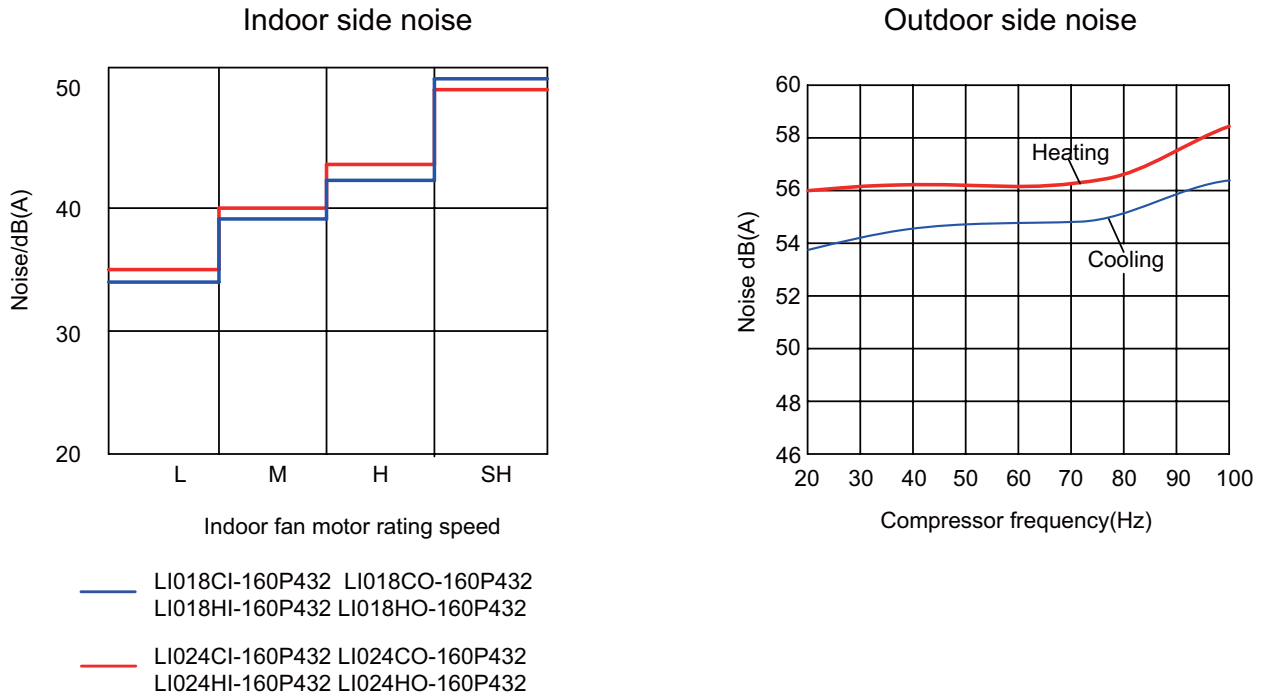 Indoor side noise
Noise/dB(A)
50
40
30
20
L M H SH
Indoor fan motor rating speed
LI018CI-160P432 LI018CO-160P432
LI018HI-160P432 LI018HO-160P432
LI024CI-160P432 LI024CO-160P432
LI024HI-160P432 LI024HO-160P432
Outdoor side noise
Noise dB(A)
60
58
56
54
52
50
48
46
Heating
Cooling
20 30 40 50 60 70 80 90 100
Compressor frequency(Hz)